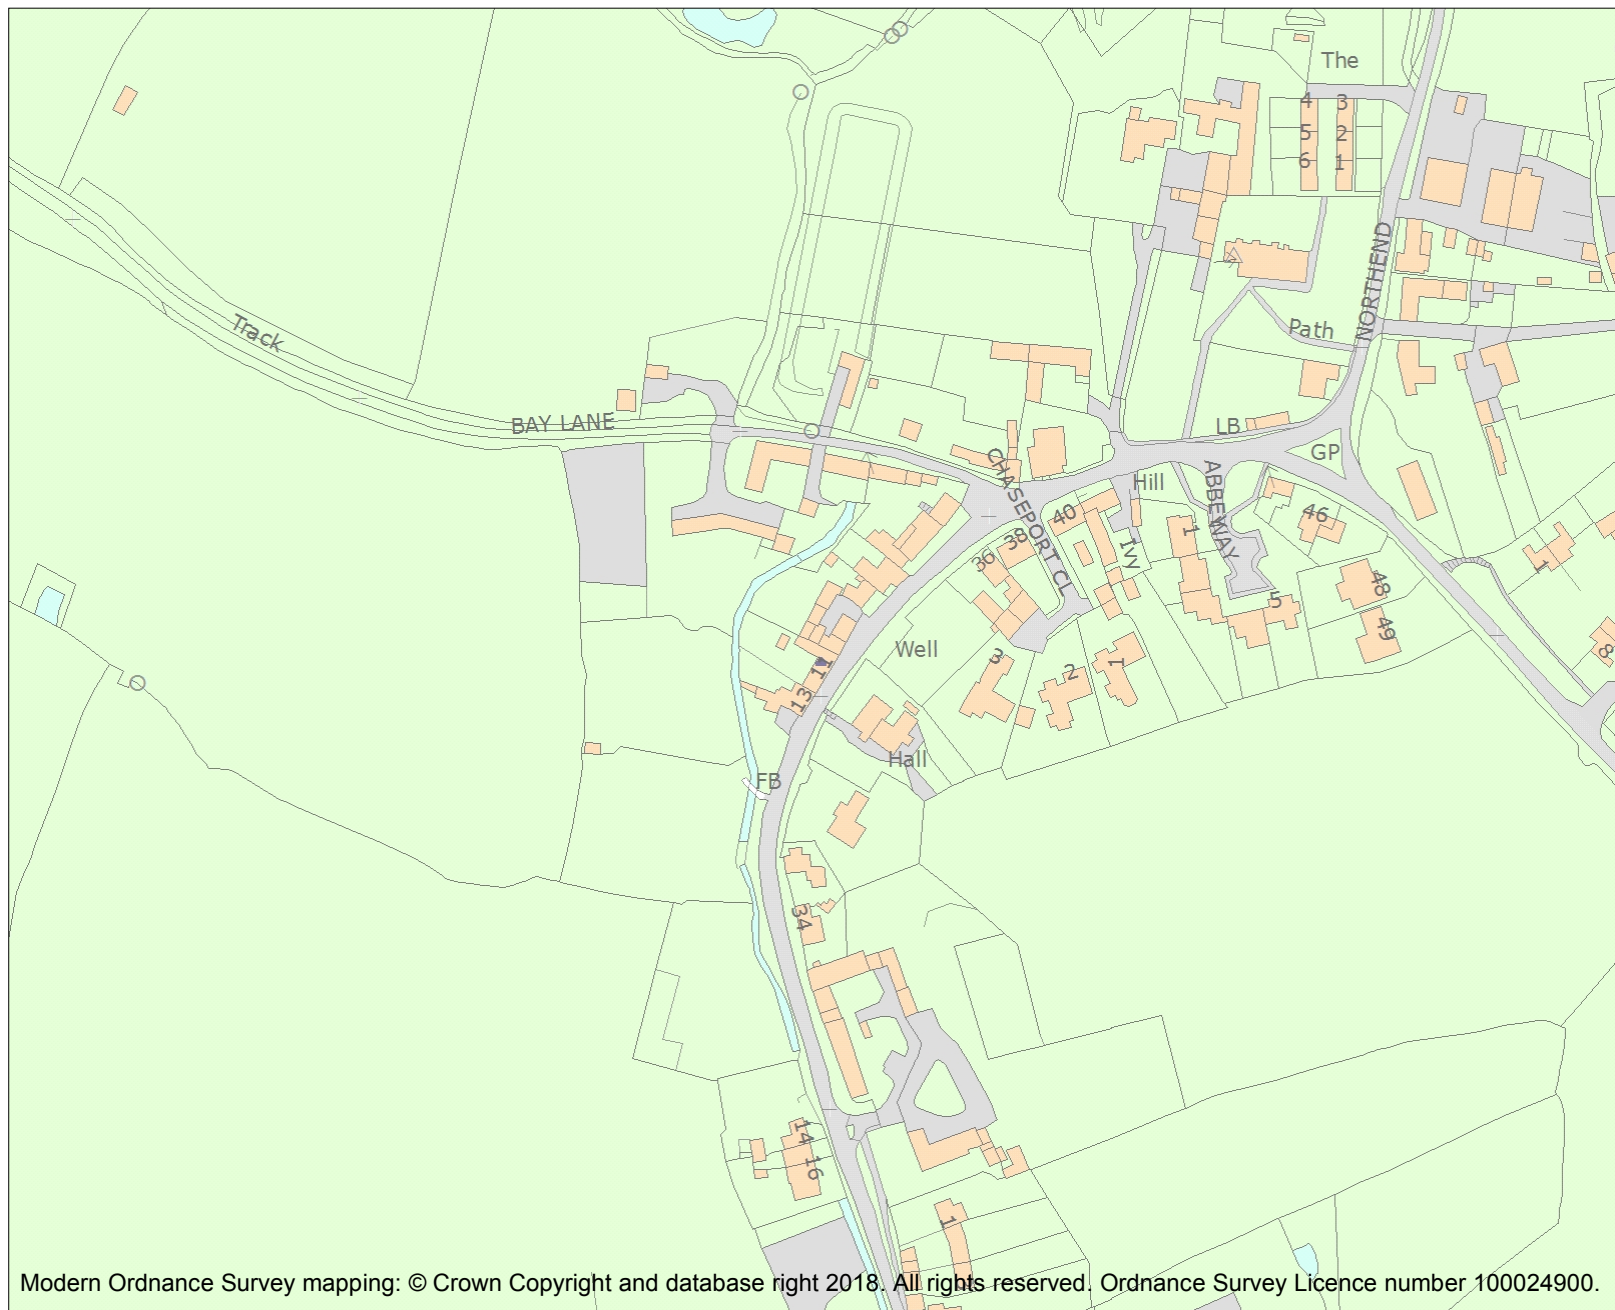 The
4 3
5 2
6 1
NORTHEND
Path
Track
BAY LANE
LB
GP
CHASEPORT CL
Hill
ABBEWAY
40
38
36
Ivy
1
46
1
48
5
49
8
Well
3
2
1
11
13
Hall
FB
34
14
16
1
Modern Ordnance Survey mapping: © Crown Copyright and database right 2018. All rights reserved. Ordnance Survey Licence number 100024900.